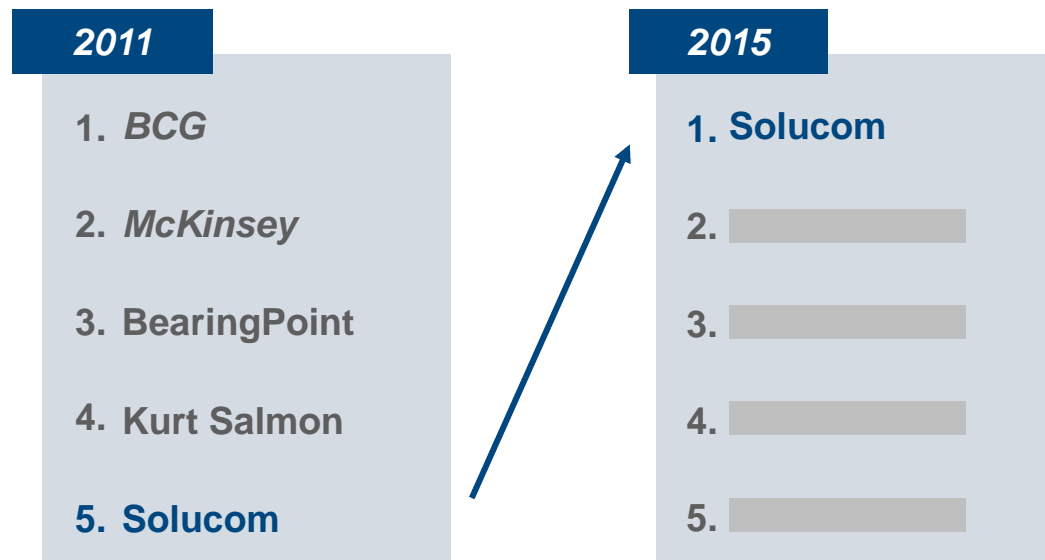 2011
1. BCG
2. McKinsey
3. BearingPoint
4. Kurt Salmon
5. Solucom
2015
1. Solucom
2.
3.
4.
5.